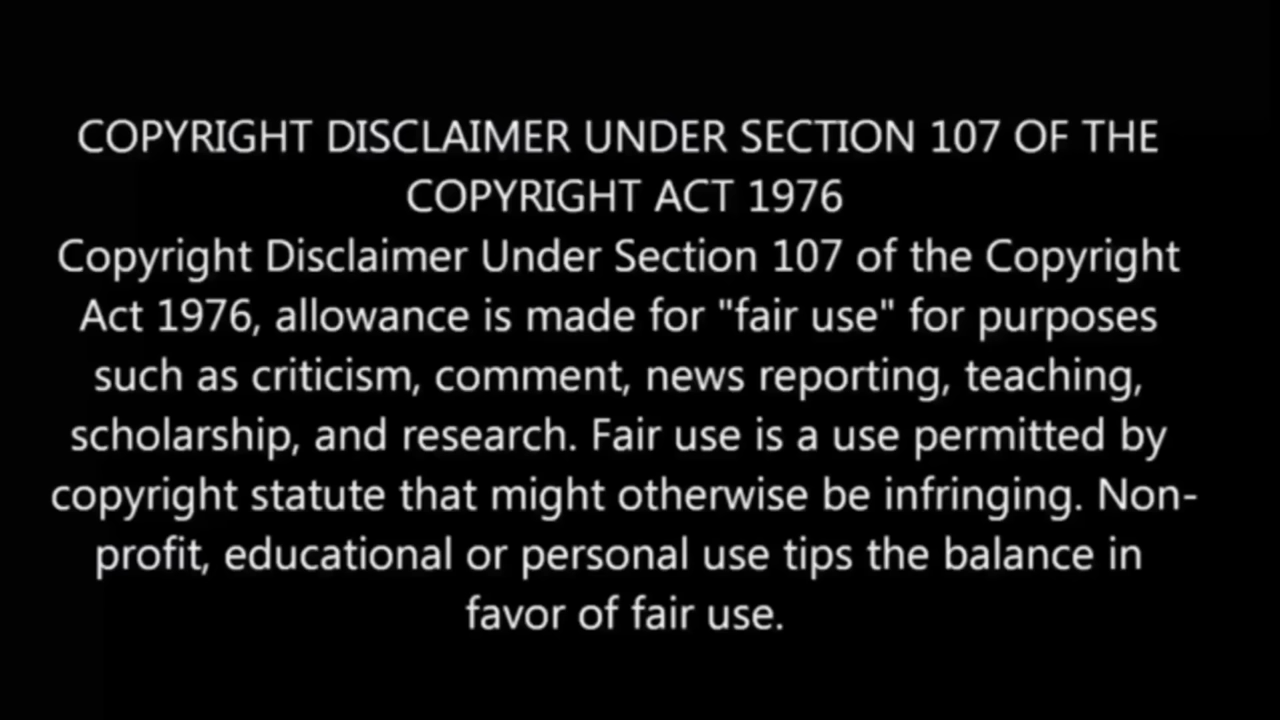 COPYRIGHT DISCLAIMER UNDER SECTION 107 OF THE
COPYRIGHT ACT 1976
Copyright Disclaimer Under Section 107 of the Copyright
Act 1976, allowance is made for "fair use" for purposes
such as criticism, comment, news reporting, teaching,
scholarship, and research. Fair use is a use permitted by
copyright statute that might otherwise be infringing. Non-
profit, educational or personal use tips the balance in
favor of fair use.